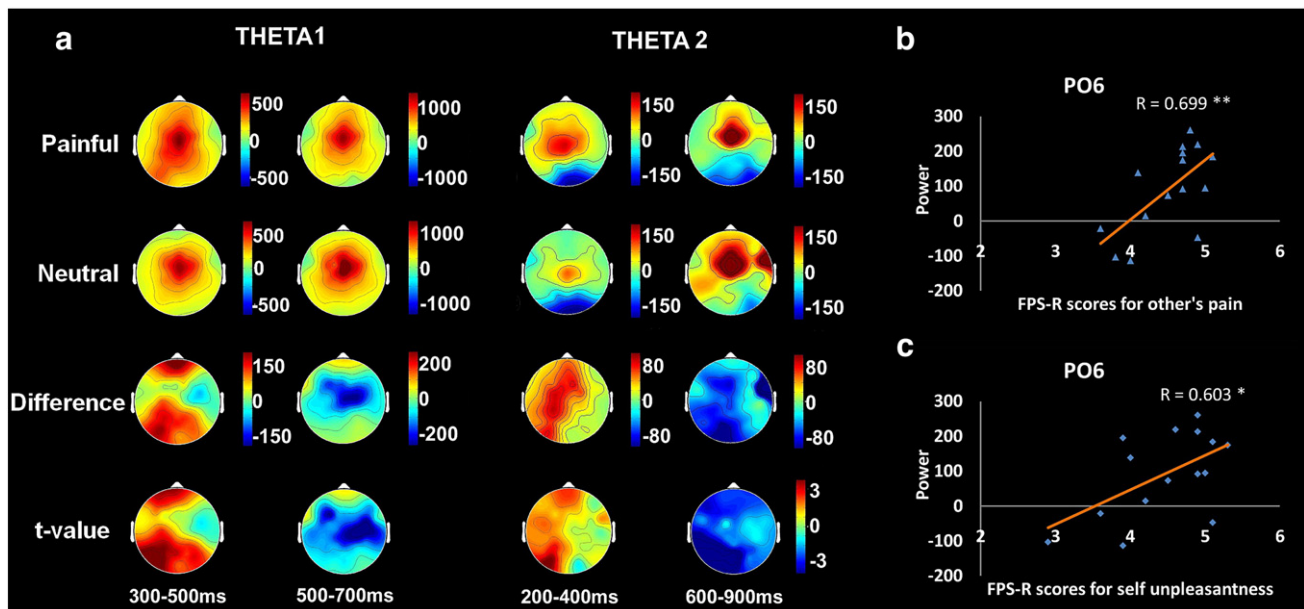 a
THETA1
THETA 2
Painful
500
0
-500
1000
0
-1000
150
0
-150
150
0
-150
Neutral
500
0
-500
1000
0
-1000
150
0
-150
150
0
-150
Difference
150
0
-150
200
0
-200
80
0
-80
80
0
-80
t-value
3
0
-3
300-500ms
500-700ms
200-400ms
600-900ms
b
PO6
R = 0.699 **
Power
300
200
100
0
-100
-200
2 3 4 5 6
FPS-R scores for other's pain
c
PO6
R = 0.603 *
Power
300
200
100
0
-100
-200
2 3 4 5 6
FPS-R scores for self unpleasantness